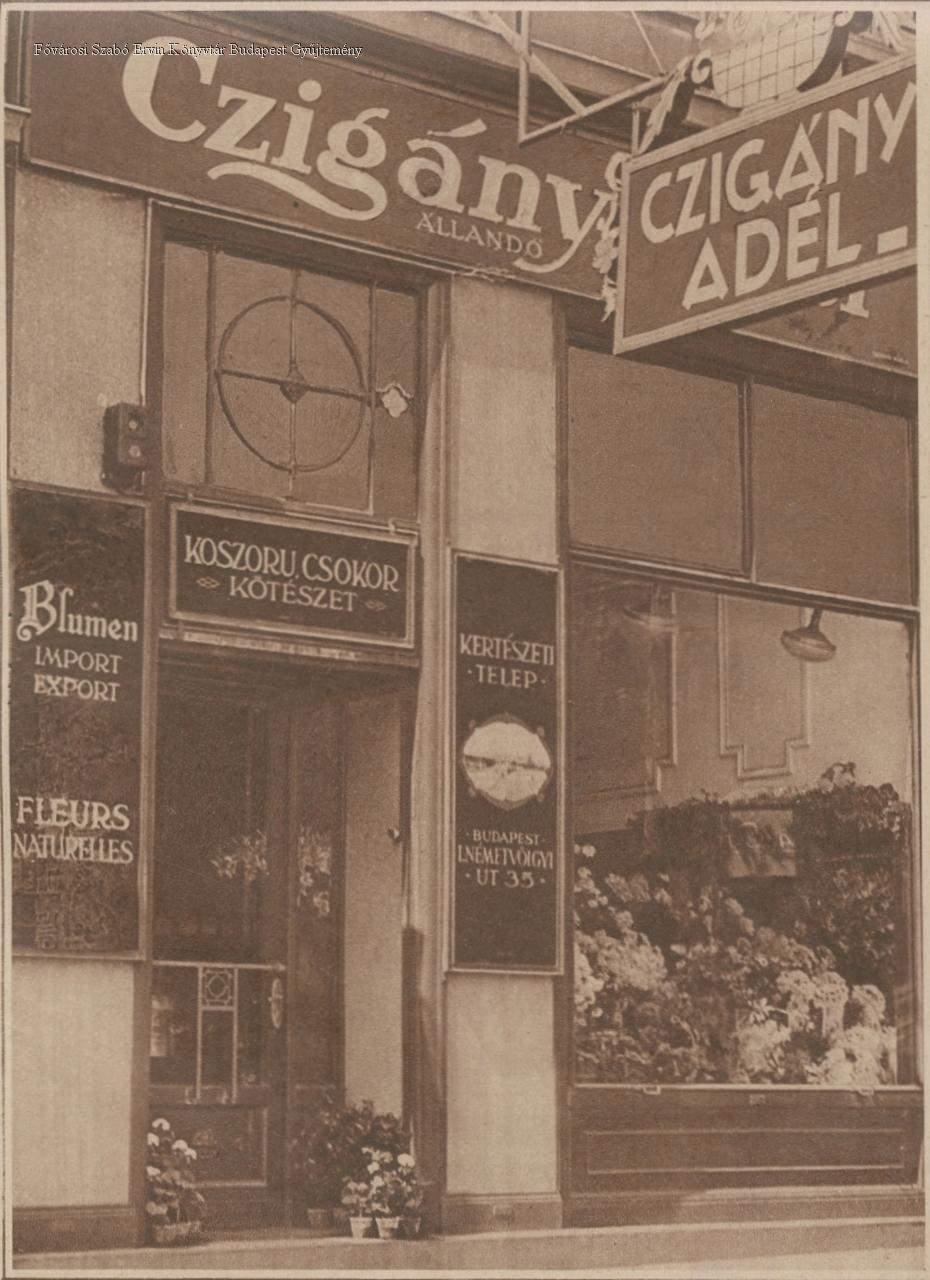 Fővárosi Szabó Ervin Könyvtár Budapest Gyűjtemény
Czigány
ÁLLANDÓ
CZIGÁNY
ADÉL
KOSZORU, CSOKOR
KÖTÉSZET
Blumen
IMPORT
EXPORT
FLEURS
NATURELLES
KERTÉSZETI
· TELEP ·
· BUDAPEST ·
I. NÉMETVÖLGYI
· UT 35 ·